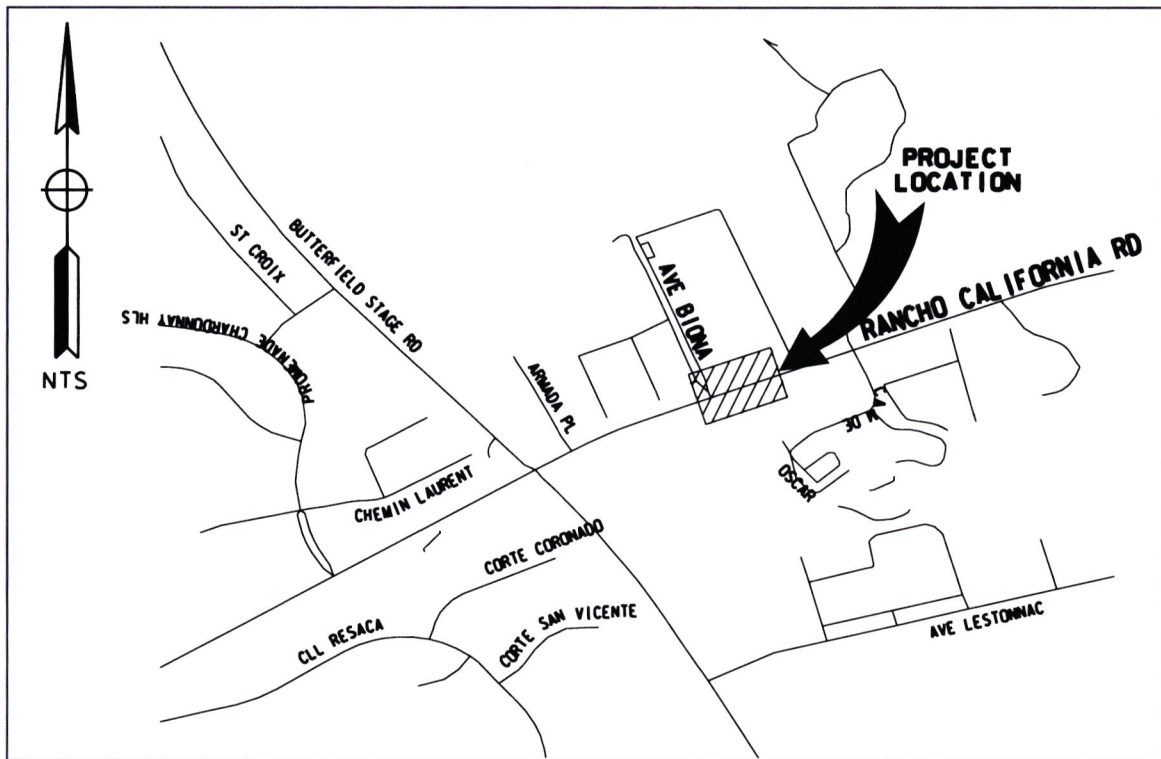 PROJECT
LOCATION
RANCHO CALIFORNIA RD
BUTTERFIELD STAGE RD
ST CROIX
AVE BIONA
PROMENADE CHARDONNAY HLS
NTS
ARMADA PL
OSCAR
CHEMIN LAURENT
CORTE CORONADO
CORTE SAN VICENTE
CLL RESACA
AVE LESTONNAC